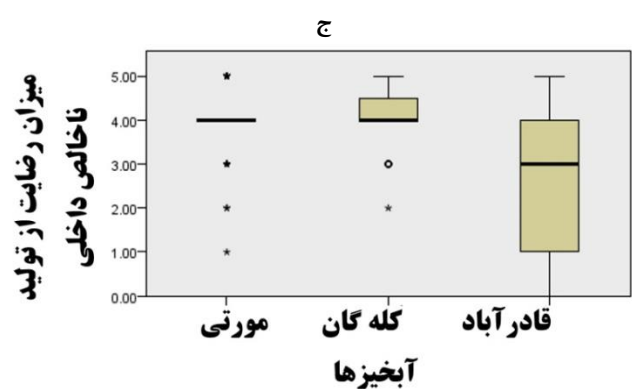 ج
میزان رضایت از تولید
ناخالص داخلی
5.00
4.00
3.00
2.00
1.00
0.00
مورتی
کله گان
قادرآباد
آبخیزها